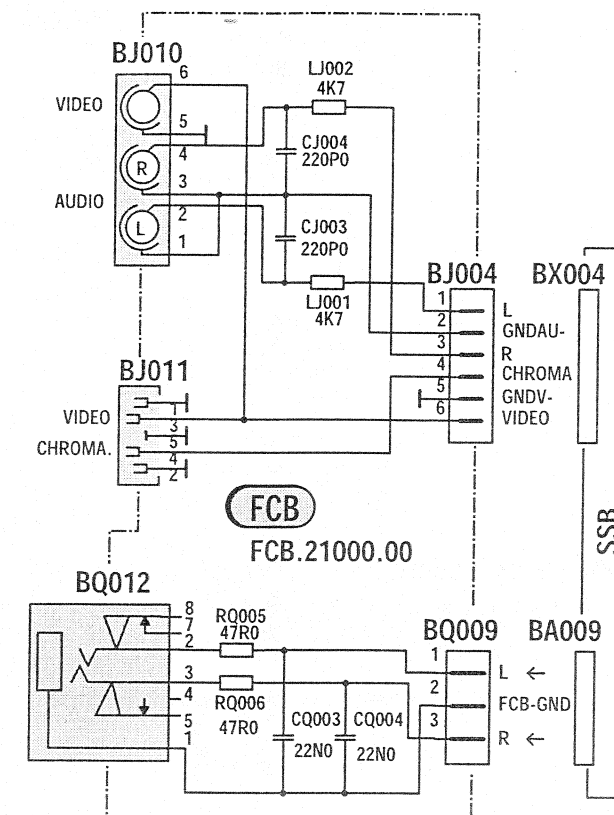 BJ010
6
LJ002
4K7
VIDEO
5
CJ004
220P0
4
R
3
AUDIO
2
CJ003
220P0
L
1
LJ001
4K7
BJ004
BX004
1
L
2
GNDAU-
3
R
4
CHROMA
5
GNDV-
6
VIDEO
BJ011
1
VIDEO
3
5
CHROMA.
4
2
FCB
FCB.21000.00
SSB
BQ012
8
7
2
RQ005
47R0
BQ009
BA009
1
L ←
3
4
RQ006
47R0
2
FCB-GND
CQ003
CQ004
5
3
R ←
1
22N0
22N0